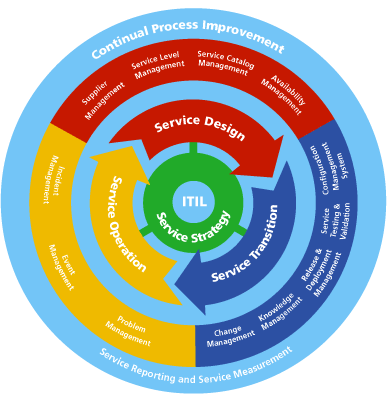 Continual Process Improvement
Supplier
Management
Service Level
Management
Service Catalog
Management
Availability
Management
System
Management
Configuration
Service
Testing &
Validation
Release &
Deployment
Management
Knowledge
Management
Change
Management
Problem
Management
Event
Management
Incident
Management
Service Design
Service Transition
Service Operation
ITIL
Service Strategy
Service Reporting and Service Measurement